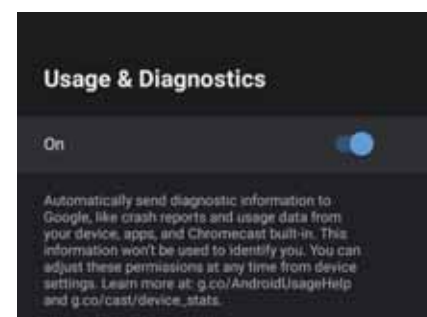 Usage & Diagnostics
On
Automatically send diagnostic information to
Google, like crash reports and usage data from
your device, apps, and Chromecast built-in. This
information won't be used to identify you. You can
adjust these permissions at any time from device
settings. Learn more at: g.co/AndroidUsageHelp
and g.co/cast/device_stats.